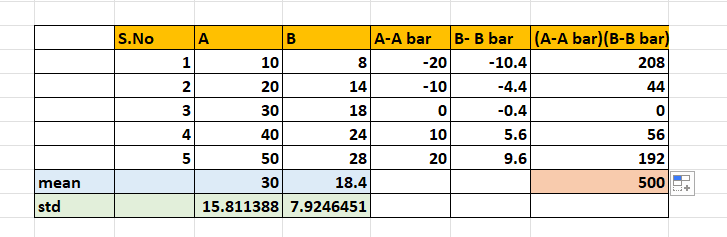 S.No A B A-A bar B- B bar (A-A bar)(B-B bar)
1 10 8 -20 -10.4 208
2 20 14 -10 -4.4 44
3 30 18 0 -0.4 0
4 40 24 10 5.6 56
5 50 28 20 9.6 192
mean 30 18.4 500
std 15.811388 7.9246451